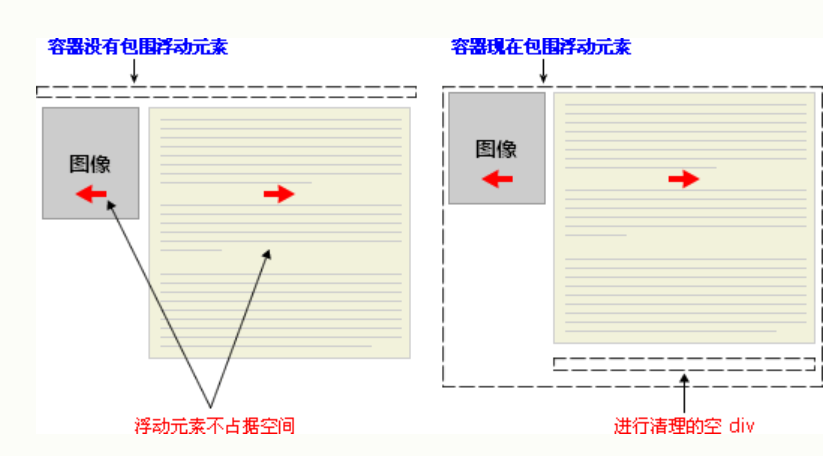 容器没有包围浮动元素
容器现在包围浮动元素
图像
图像
浮动元素不占据空间
进行清理的空 div